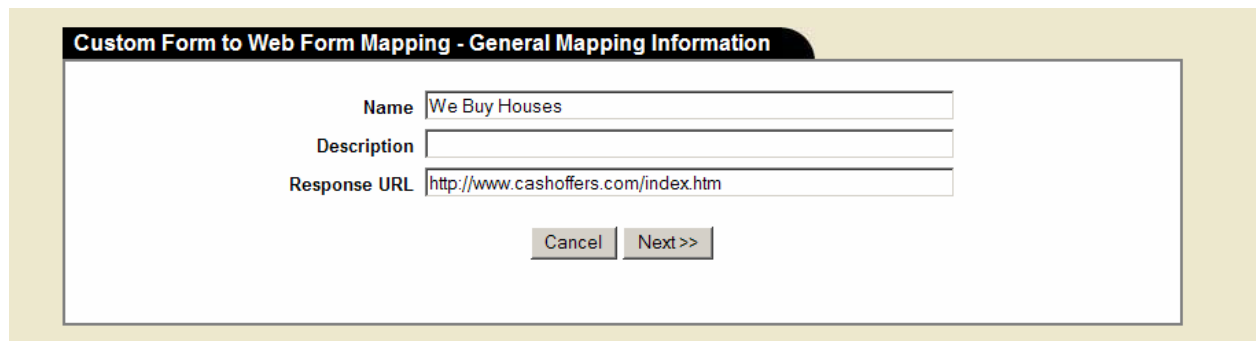 Custom Form to Web Form Mapping - General Mapping Information
Name We Buy Houses
Description
Response URL http://www.cashoffers.com/index.htm
Cancel Next >>